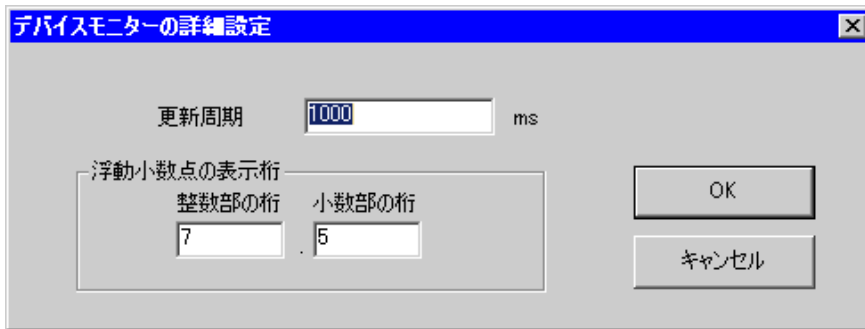 デバイスモニターの詳細設定
更新周期 1000 ms
浮動小数点の表示桁
整数部の桁 小数部の桁
7 . 5
OK
キャンセル